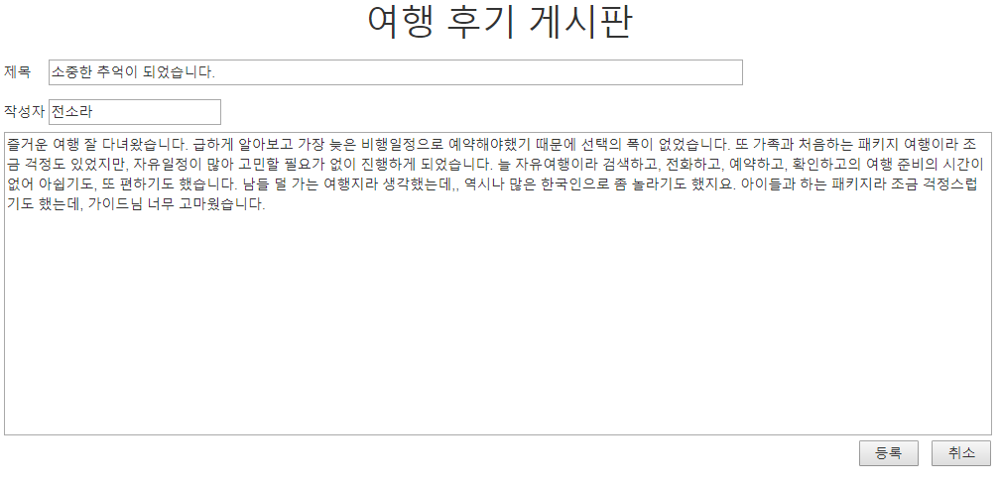 여행 후기 게시판
제목 소중한 추억이 되었습니다.
작성자 전소라
즐거운 여행 잘 다녀왔습니다. 급하게 알아보고 가장 늦은 비행일정으로 예약해야했기 때문에 선택의 폭이 없었습니다. 또 가족과 처음하는 패키지 여행이라 조
금 걱정도 있었지만, 자유일정이 많아 고민할 필요가 없이 진행하게 되었습니다. 늘 자유여행이라 검색하고, 전화하고, 예약하고, 확인하고의 여행 준비의 시간이
없어 아쉽기도, 또 편하기도 했습니다. 남들 덜 가는 여행지라 생각했는데,, 역시나 많은 한국인으로 좀 놀라기도 했지요. 아이들과 하는 패키지라 조금 걱정스럽
기도 했는데, 가이드님 너무 고마웠습니다.
등록 취소